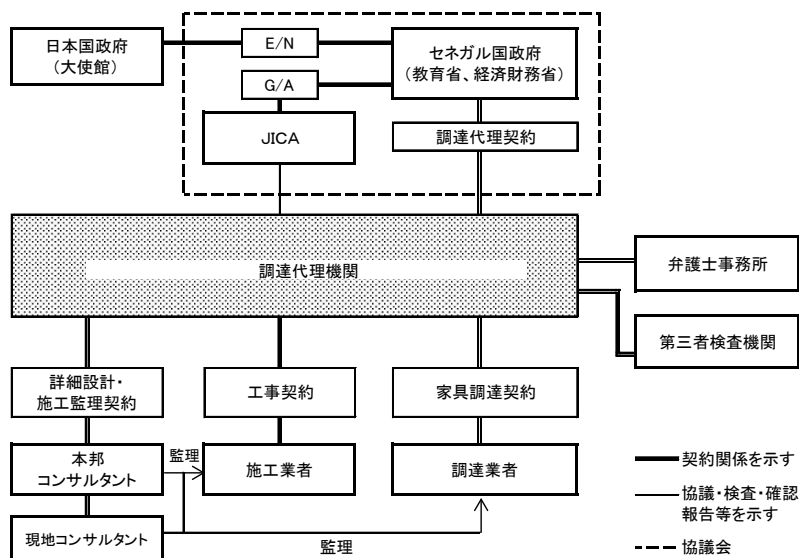 日本国政府
（大使館）
E/N
セネガル国政府
（教育省、経済財務省）
G/A
JICA
調達代理契約
調達代理機関
弁護士事務所
第三者検査機関
詳細設計・
施工監理契約
工事契約
家具調達契約
本邦
コンサルタント
監理
施工業者
調達業者
現地コンサルタント
監理
契約関係を示す
協議・検査・確認
報告等を示す
協議会